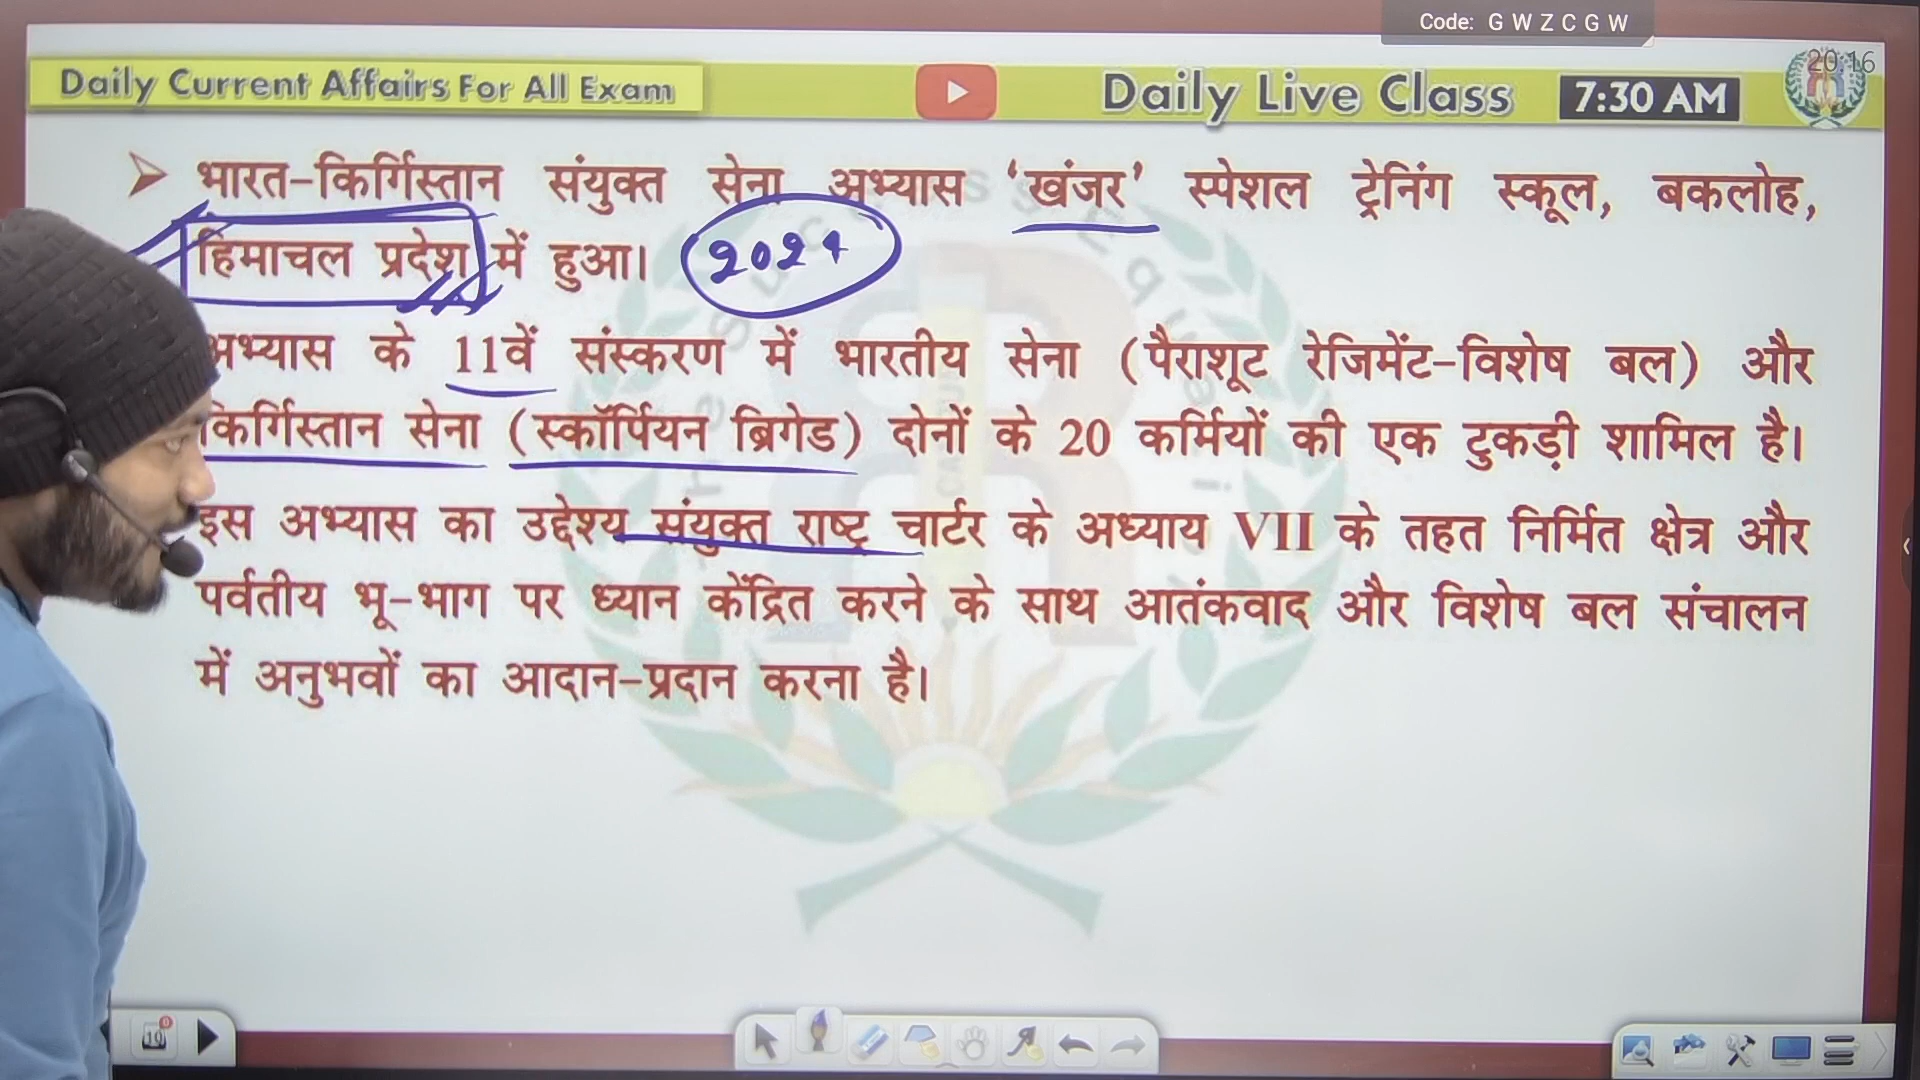 Code: G W Z C G W
20:16
Daily Current Affairs For All Exam
Daily Live Class
7:30 AM
भारत-किर्गिस्तान संयुक्त सेना अभ्यास ‘खंजर’ स्पेशल ट्रेनिंग स्कूल, बकलोह,
हिमाचल प्रदेश में हुआ। 2024
अभ्यास के 11वें संस्करण में भारतीय सेना (पैराशूट रेजिमेंट-विशेष बल) और
किर्गिस्तान सेना (स्कॉर्पियन ब्रिगेड) दोनों के 20 कर्मियों की एक टुकड़ी शामिल है।
इस अभ्यास का उद्देश्य संयुक्त राष्ट्र चार्टर के अध्याय VII के तहत निर्मित क्षेत्र और
पर्वतीय भू-भाग पर ध्यान केंद्रित करने के साथ आतंकवाद और विशेष बल संचालन
में अनुभवों का आदान-प्रदान करना है।